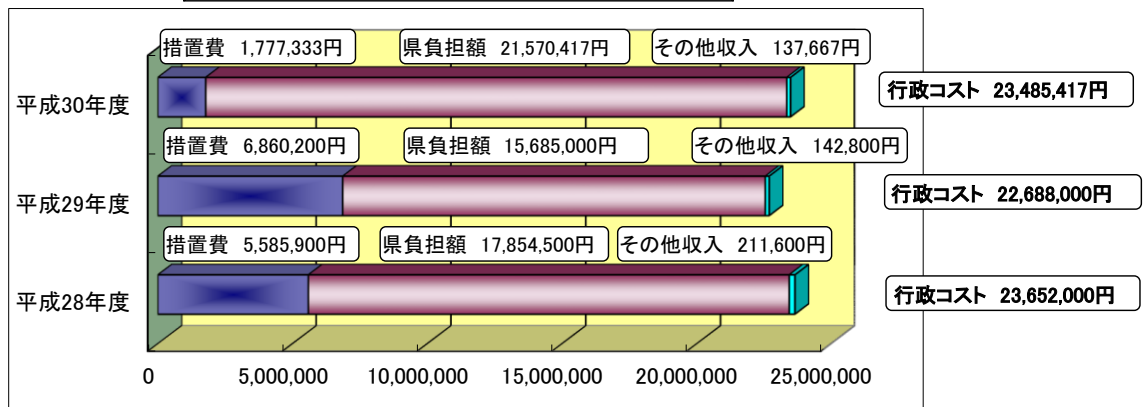 措置費 1,777,333円 県負担額 21,570,417円 その他収入 137,667円
平成30年度
行政コスト 23,485,417円
措置費 6,860,200円 県負担額 15,685,000円 その他収入 142,800円
平成29年度
行政コスト 22,688,000円
措置費 5,585,900円 県負担額 17,854,500円 その他収入 211,600円
平成28年度
行政コスト 23,652,000円
0 5,000,000 10,000,000 15,000,000 20,000,000 25,000,000